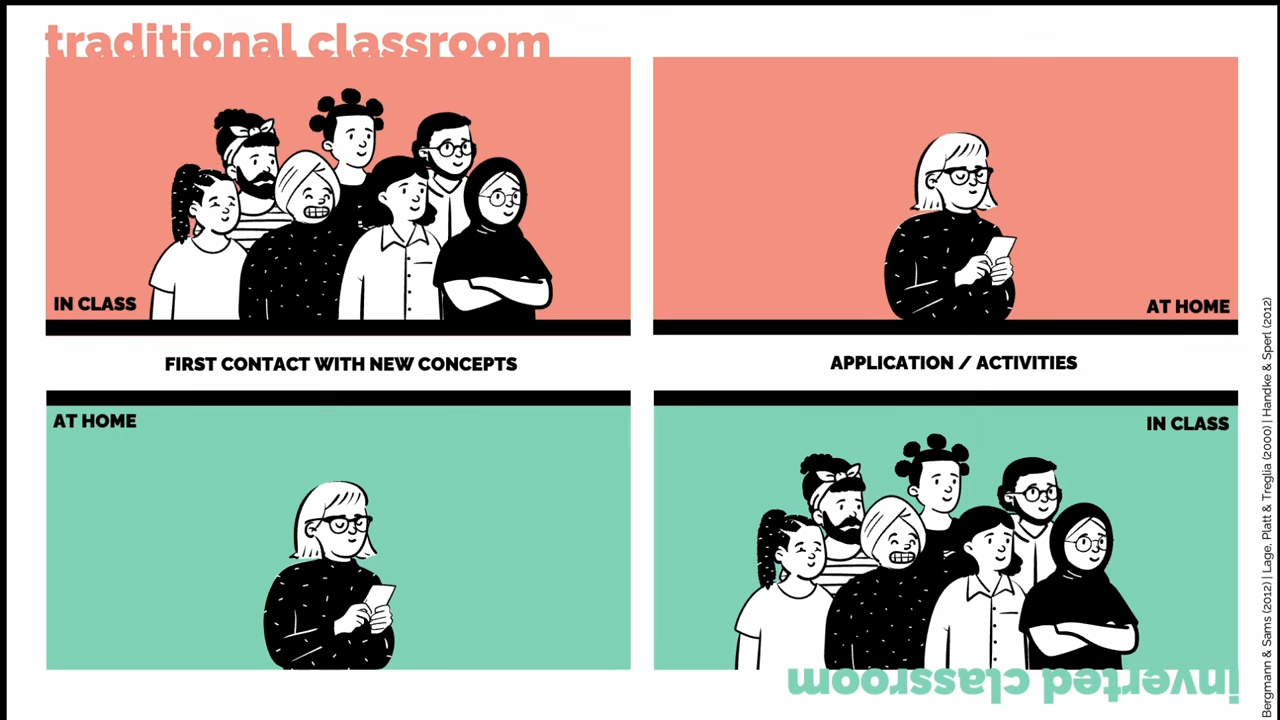 traditional classroom
IN CLASS
AT HOME
FIRST CONTACT WITH NEW CONCEPTS
APPLICATION / ACTIVITIES
AT HOME
IN CLASS
inverted classroom
Bergmann & Sams (2012) | Lage, Platt & Treglia (2000) | Handke & Sperl (2012)